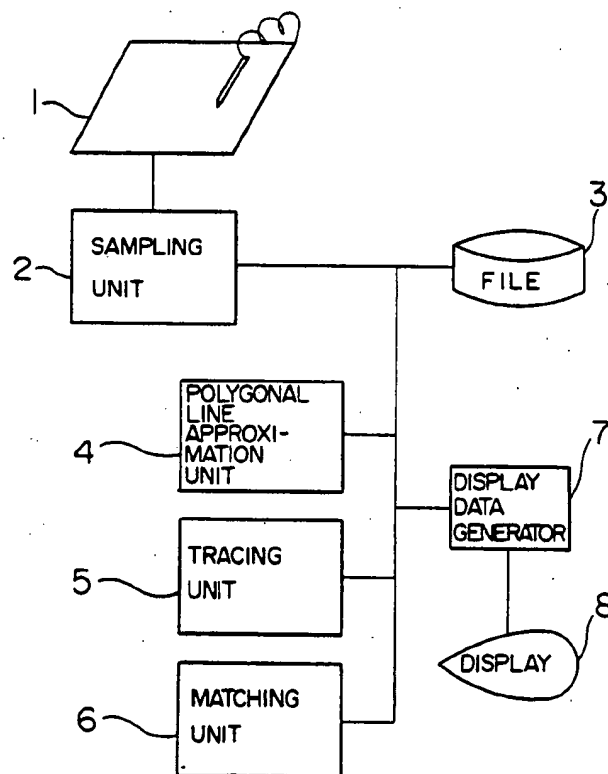 1
2
SAMPLING
UNIT
3
FILE
4
POLYGONAL
LINE
APPROXI-
MATION
UNIT
5
TRACING
UNIT
6
MATCHING
UNIT
7
DISPLAY
DATA
GENERATOR
8
DISPLAY